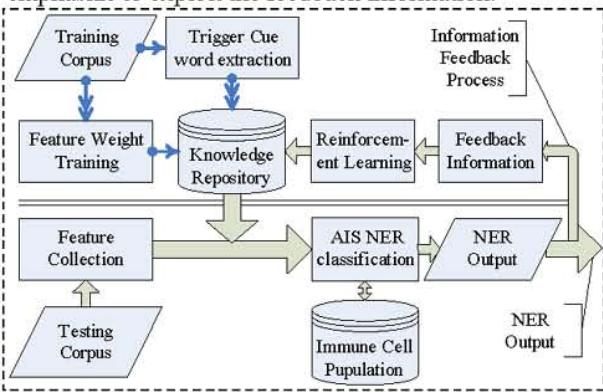 Training
Corpus
Trigger Cue
word extraction
Information
Feedback
Process
Feature Weight
Training
Knowledge
Repository
Reinforcem-
ent Learning
Feedback
Information
Feature
Collection
AIS NER
classification
NER
Output
Testing
Corpus
Immune Cell
Pupulation
NER
Output